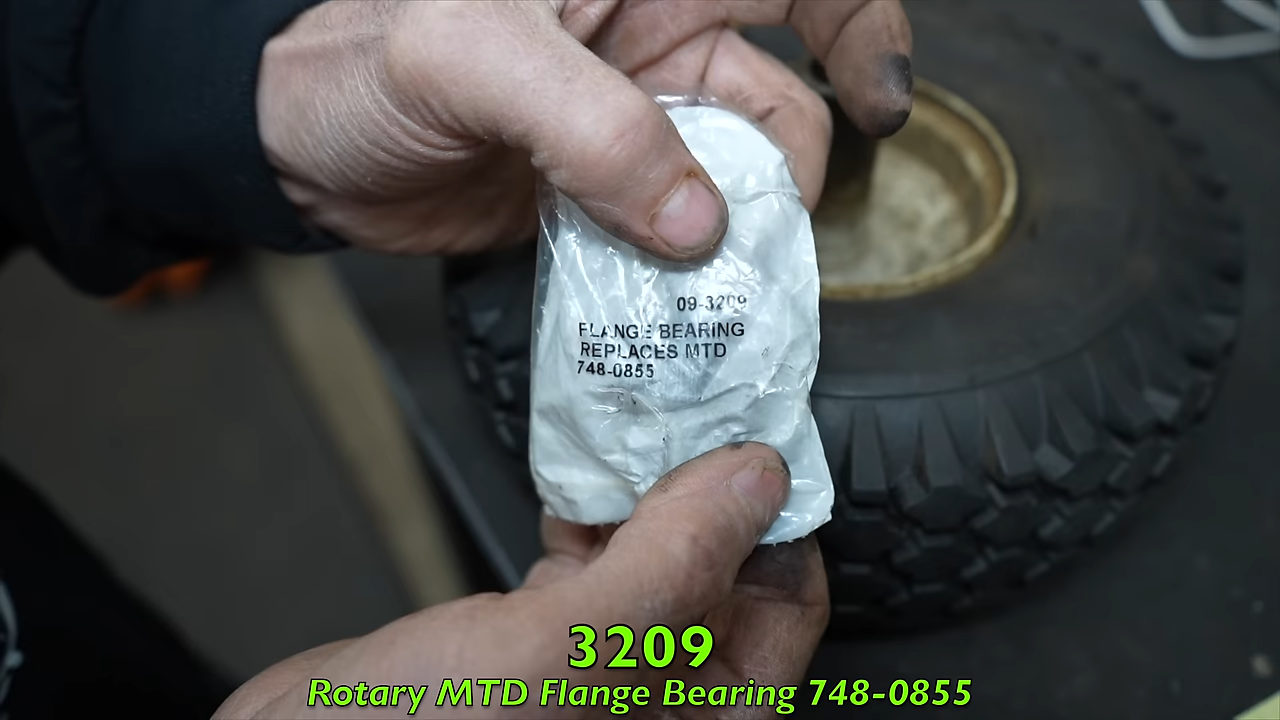 09-3209
FLANGE BEARING
REPLACES MTD
748-0855
3209
Rotary MTD Flange Bearing 748-0855